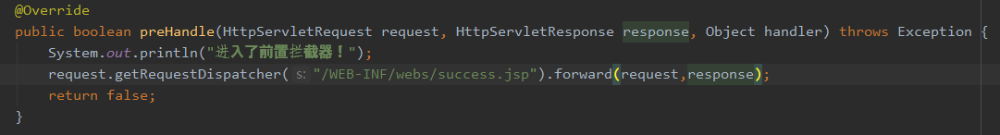 @Override
public boolean preHandle(HttpServletRequest request, HttpServletResponse response, Object handler) throws Exception {
System.out.println("进入了前置拦截器！");
request.getRequestDispatcher( s: "/WEB-INF/webs/success.jsp").forward(request,response);
return false;
}